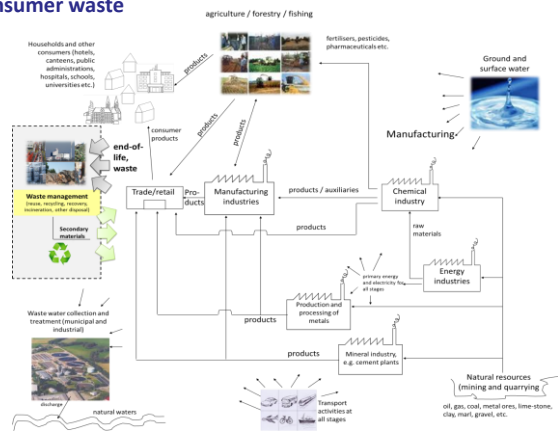 nsumer waste
agriculture / forestry / fishing
Households and other
consumers (hotels,
canteens, public
administrations,
hospitals, schools,
universities etc.)
products
fertilisers, pesticides,
pharmaceuticals etc.
Ground and
surface water
Manufacturing
consumer
products
products
products
end-of-
life,
waste
Waste management
(reuse, recycling, recovery,
incineration, other disposal)
Secondary
materials
Trade/retail
Pro-
ducts
Manufacturing
industries
products / auxiliaries
Chemical
industry
products
raw
materials
Energy
industries
primary energy
and electricity for
all stages
Production and
processing of
metals
products
Waste water collection and
treatment (municipal and
industrial)
products
Mineral industry,
e.g. cement plants
Natural resources
(mining and quarrying
oil, gas, coal, metal ores, lime-stone,
clay, marl, gravel, etc.
Transport
activities at
all stages
discharge
natural waters